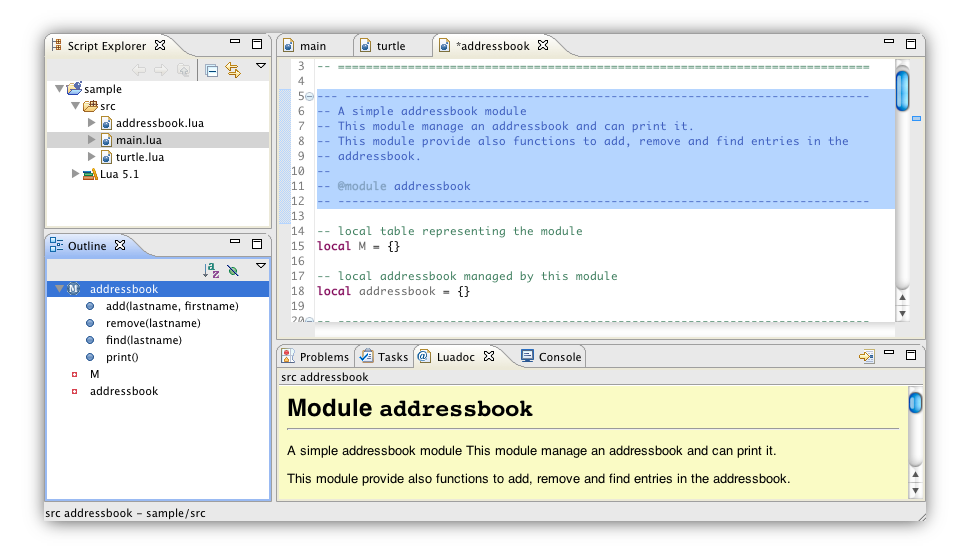 Script Explorer
sample
src
addressbook.lua
main.lua
turtle.lua
Lua 5.1
Outline
addressbook
add(lastname, firstname)
remove(lastname)
find(lastname)
print()
M
addressbook
main turtle *addressbook
3 -- =============================================================================
4
5 --- ----------------------------------------------------------------------------
6 -- A simple addressbook module
7 -- This module manage an addressbook and can print it.
8 -- This module provide also functions to add, remove and find entries in the
9 -- addressbook.
10 --
11 -- @module addressbook
12 -- -----------------------------------------------------------------------------
13
14 -- local table representing the module
15 local M = {}
16
17 -- local addressbook managed by this module
18 local addressbook = {}
19
20 -- -----------------------------------------------------------------------------
Problems Tasks @ Luadoc Console
src addressbook
Module addressbook
A simple addressbook module This module manage an addressbook and can print it.
This module provide also functions to add, remove and find entries in the addressbook.
src addressbook - sample/src